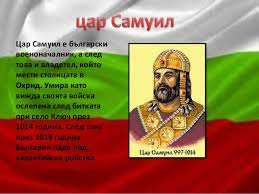 цар Самуил
Цар Самуил е български
военоначалник, а след
това и владетел, който
мести столицата в
Охрид. Умира като
вижда своята войска
ослепена след битката
при село Ключ през
1014 година. След това
през 1018 година
България пада под
византийско робство.
Цар Самуил 997-1014